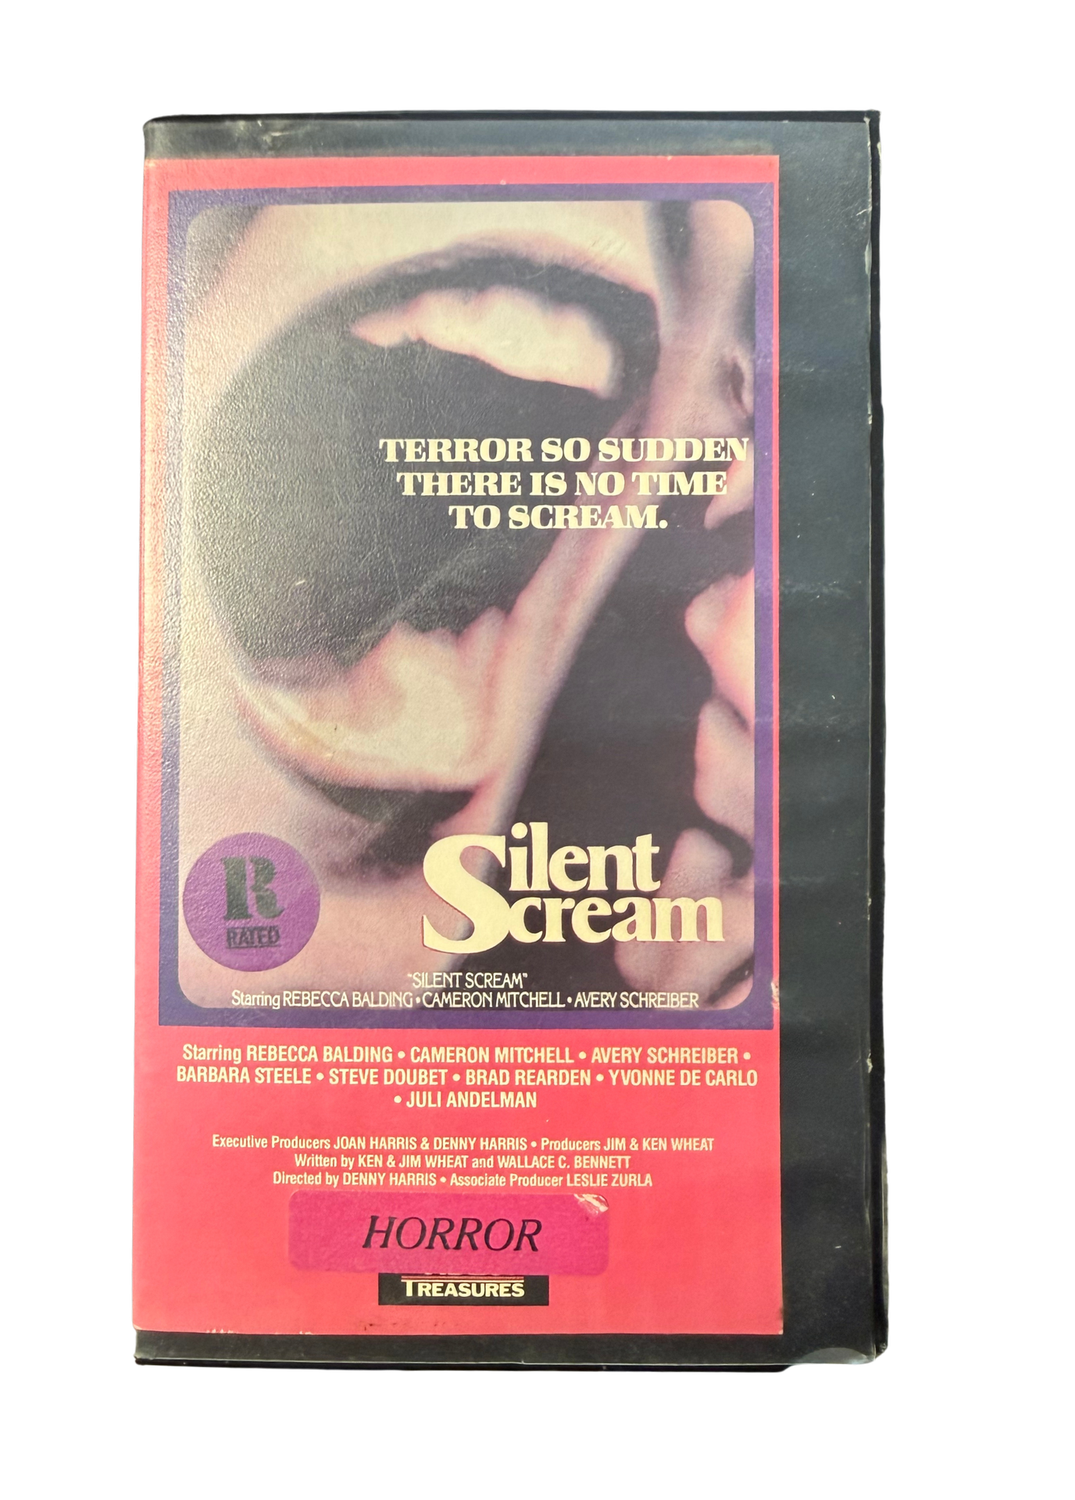 TERROR SO SUDDEN
THERE IS NO TIME
TO SCREAM.
R
RATED
Silent
Scream
"SILENT SCREAM"
Starring REBECCA BALDING • CAMERON MITCHELL • AVERY SCHREIBER
Starring REBECCA BALDING • CAMERON MITCHELL • AVERY SCHREIBER •
BARBARA STEELE • STEVE DOUBET • BRAD REARDEN • YVONNE DE CARLO
• JULI ANDELMAN
Executive Producers JOAN HARRIS & DENNY HARRIS • Producers JIM & KEN WHEAT
Written by KEN & JIM WHEAT and WALLACE C. BENNETT
Directed by DENNY HARRIS • Associate Producer LESLIE ZURLA
HORROR
TREASURES